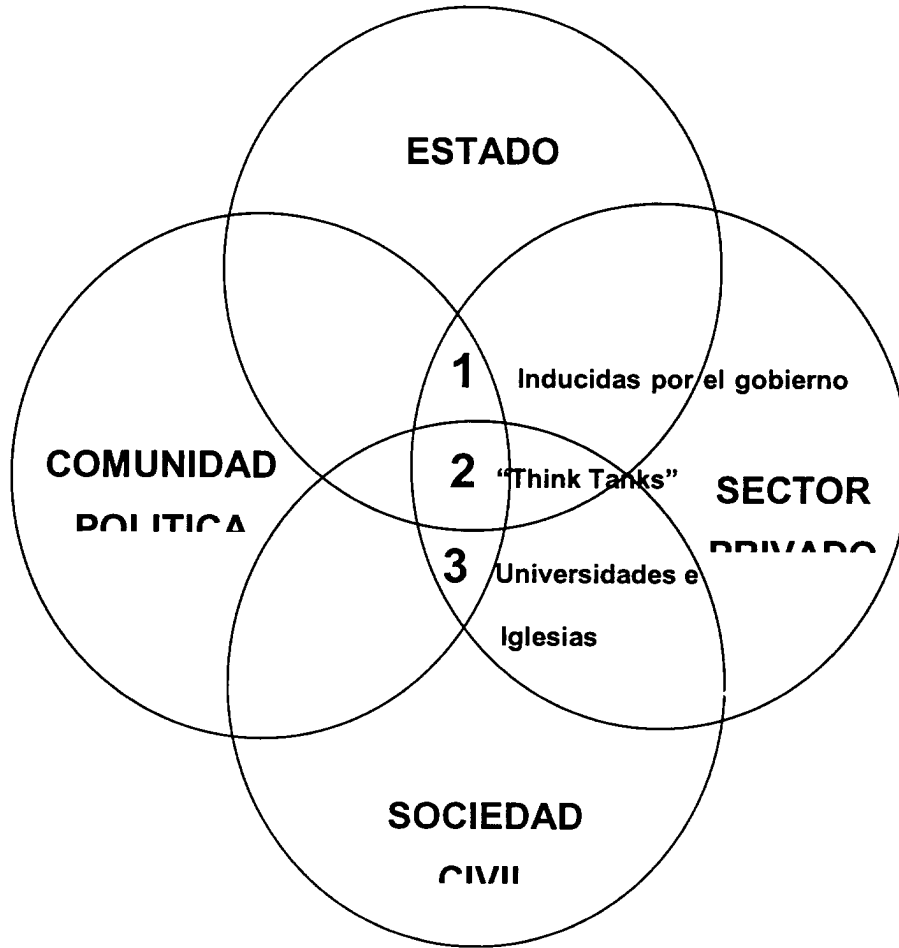 ESTADO
1 Inducidas por el gobierno
COMUNIDAD
POLITICA
2 “Think Tanks”
SECTOR
PRIVADO
3 Universidades e
Iglesias
SOCIEDAD
CIVIL